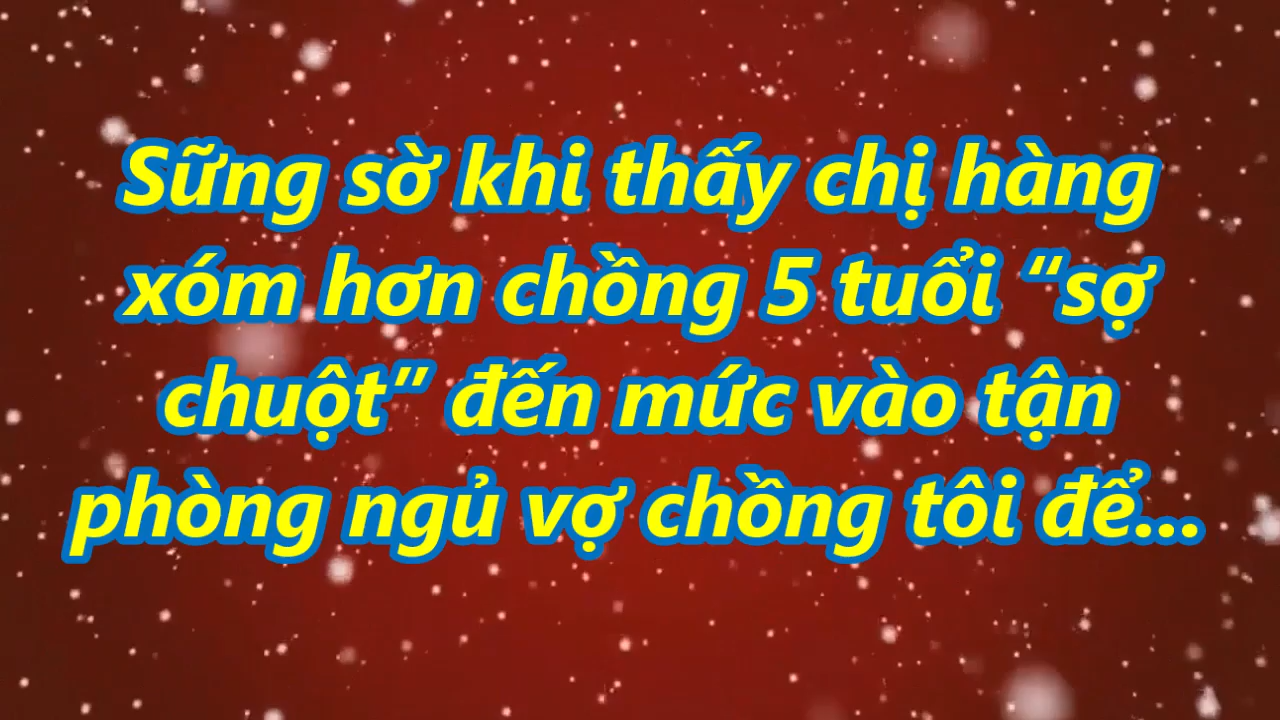 Sững sờ khi thấy chị hàng
xóm hơn chồng 5 tuổi “sợ
chuột” đến mức vào tận
phòng ngủ vợ chồng tôi để...